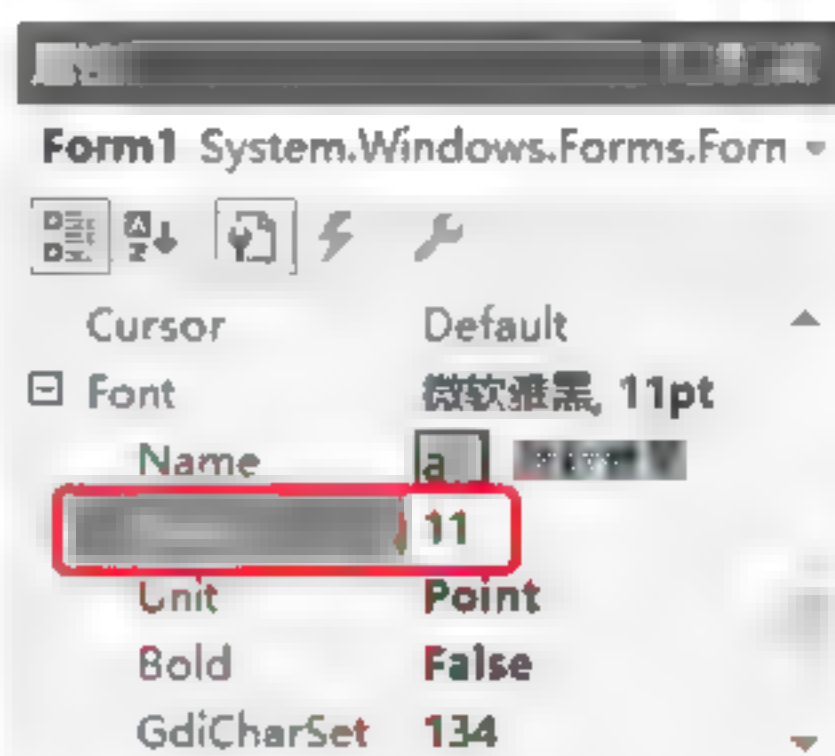 Form1 System.Windows.Forms.Forn
Cursor Default
Font 微软雅黑, 11pt
Name a
11
Unit Point
Bold False
GdiCharSet 134